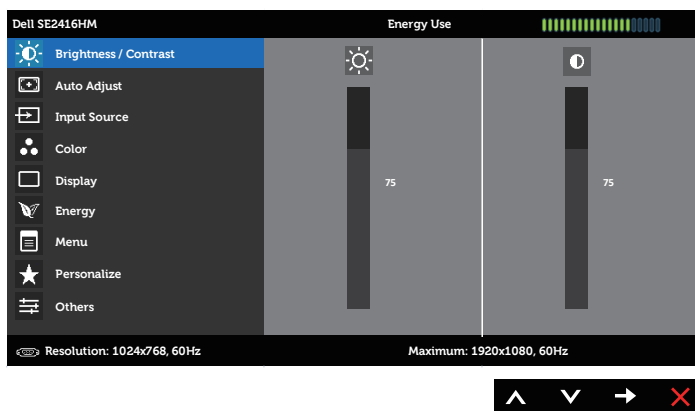 Dell SE2416HM Energy Use
Brightness / Contrast
Auto Adjust
Input Source
Color
Display 75 75
Energy
Menu
Personalize
Others
Resolution: 1024x768, 60Hz Maximum: 1920x1080, 60Hz